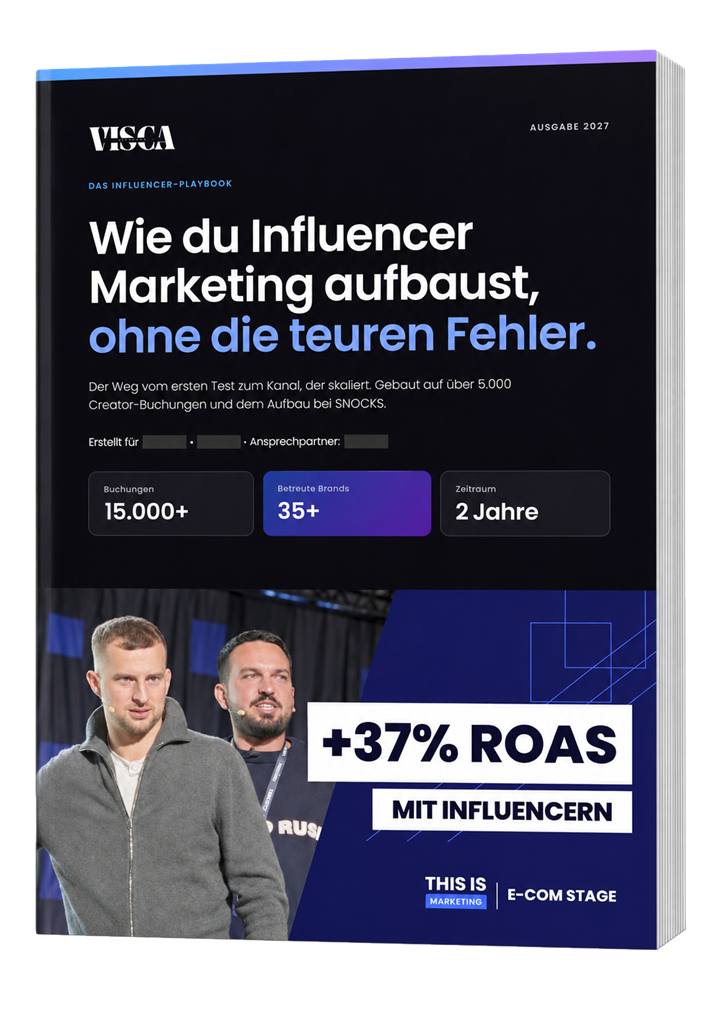 VISCA
AUSGABE 2027
DAS INFLUENCER-PLAYBOOK
Wie du Influencer
Marketing aufbaust,
ohne die teuren Fehler.
Der Weg vom ersten Test zum Kanal, der skaliert. Gebaut auf über 5.000
Creator-Buchungen und dem Aufbau bei SNOCKS.
Erstellt für • · Ansprechpartner:
Buchungen
15.000+
Betreute Brands
35+
Zeitraum
2 Jahre
+37% ROAS
MIT INFLUENCERN
THIS IS
MARKETING
E-COM STAGE